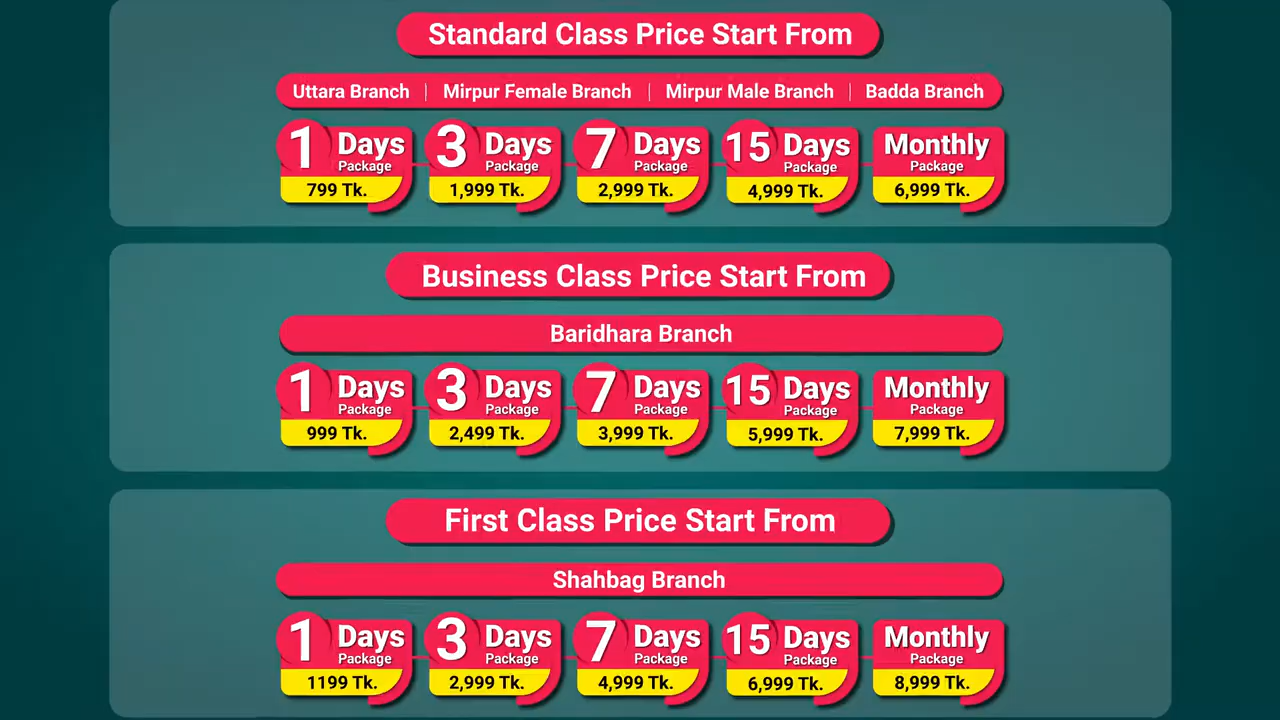 Standard Class Price Start From
Uttara Branch | Mirpur Female Branch | Mirpur Male Branch | Badda Branch
1 Days Package 799 Tk.
3 Days Package 1,999 Tk.
7 Days Package 2,999 Tk.
15 Days Package 4,999 Tk.
Monthly Package 6,999 Tk.
Business Class Price Start From
Baridhara Branch
1 Days Package 999 Tk.
3 Days Package 2,499 Tk.
7 Days Package 3,999 Tk.
15 Days Package 5,999 Tk.
Monthly Package 7,999 Tk.
First Class Price Start From
Shahbag Branch
1 Days Package 1199 Tk.
3 Days Package 2,999 Tk.
7 Days Package 4,999 Tk.
15 Days Package 6,999 Tk.
Monthly Package 8,999 Tk.